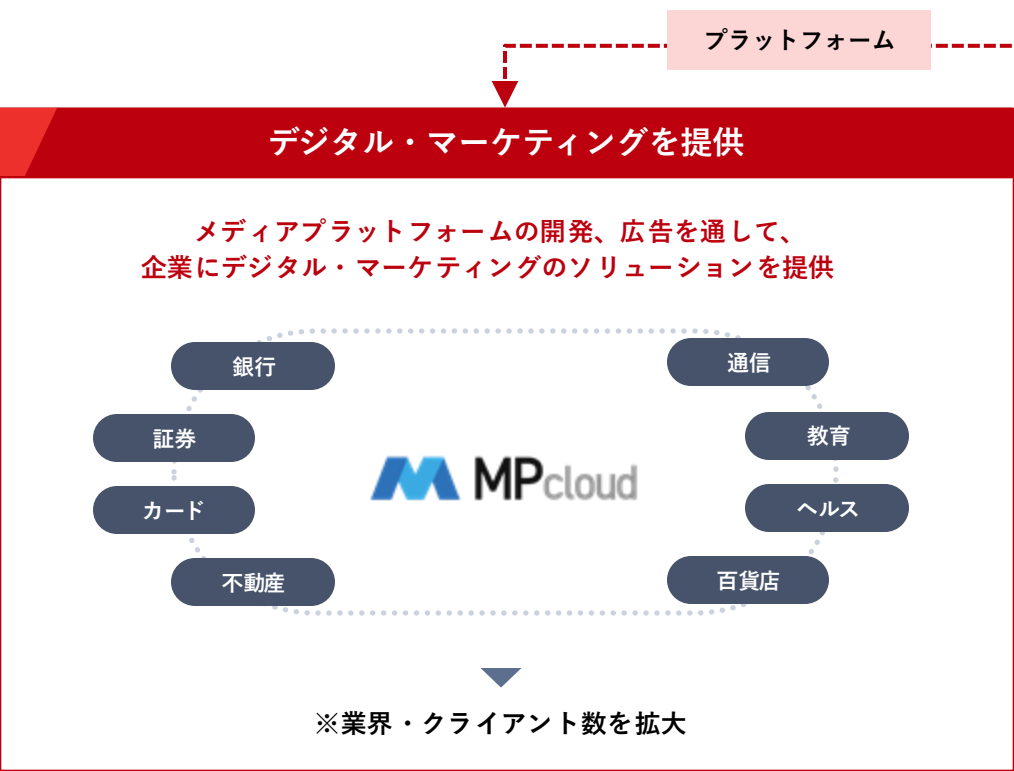 プラットフォーム
デジタル・マーケティングを提供
メディアプラットフォームの開発、広告を通して、
企業にデジタル・マーケティングのソリューションを提供
銀行
通信
証券
教育
MPcloud
カード
ヘルス
不動産
百貨店
※業界・クライアント数を拡大